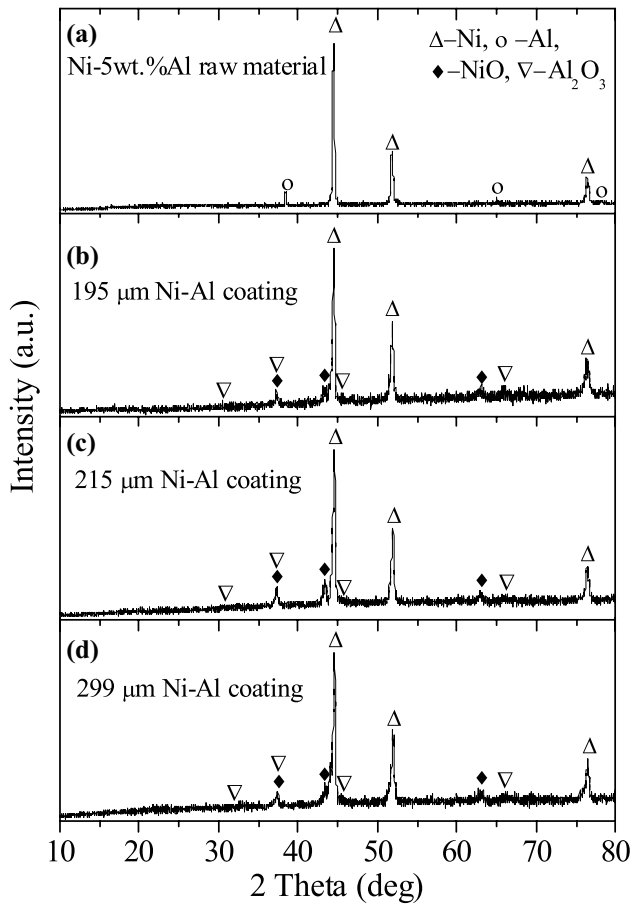 (a)
Δ–Ni, o –Al,
Ni-5wt.%Al raw material
♦–NiO, ∇–Al₂O₃
Δ
Δ
Δ
o
o
o
(b)
195 μm Ni-Al coating
Δ
Δ
Δ
∇
∇
♦
♦
∇
♦
∇
(c)
215 μm Ni-Al coating
Δ
Δ
Δ
∇
∇
♦
♦
∇
♦
∇
(d)
299 μm Ni-Al coating
Δ
Δ
Δ
∇
∇
♦
♦
∇
♦
∇
Intensity (a.u.)
10 20 30 40 50 60 70 80
2 Theta (deg)